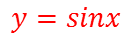 y = sinx